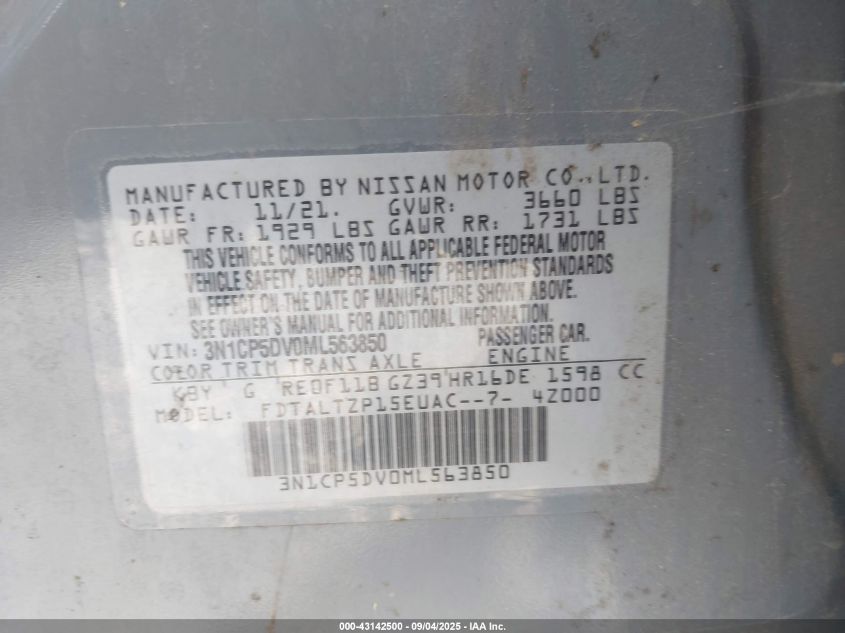 MANUFACTURED BY NISSAN MOTOR CO., LTD.
DATE: 11/21. GVWR: 3660 LBS
GAWR FR: 1929 LBS GAWR RR: 1731 LBS
THIS VEHICLE CONFORMS TO ALL APPLICABLE FEDERAL MOTOR
VEHICLE SAFETY, BUMPER AND THEFT PREVENTION STANDARDS
IN EFFECT ON THE DATE OF MANUFACTURE SHOWN ABOVE.
SEE OWNER'S MANUAL FOR ADDITIONAL INFORMATION.
VIN: 3N1CP5DV0ML563850 PASSENGER CAR.
COLOR TRIM TRANS AXLE ENGINE
KBY G RE0F11B GZ39 HR16DE 1598 CC
MODEL: FDTALTZP15EUAC--7- 4Z000
3N1CP5DV0ML563850
000-43142500 - 09/04/2025 - IAA Inc.